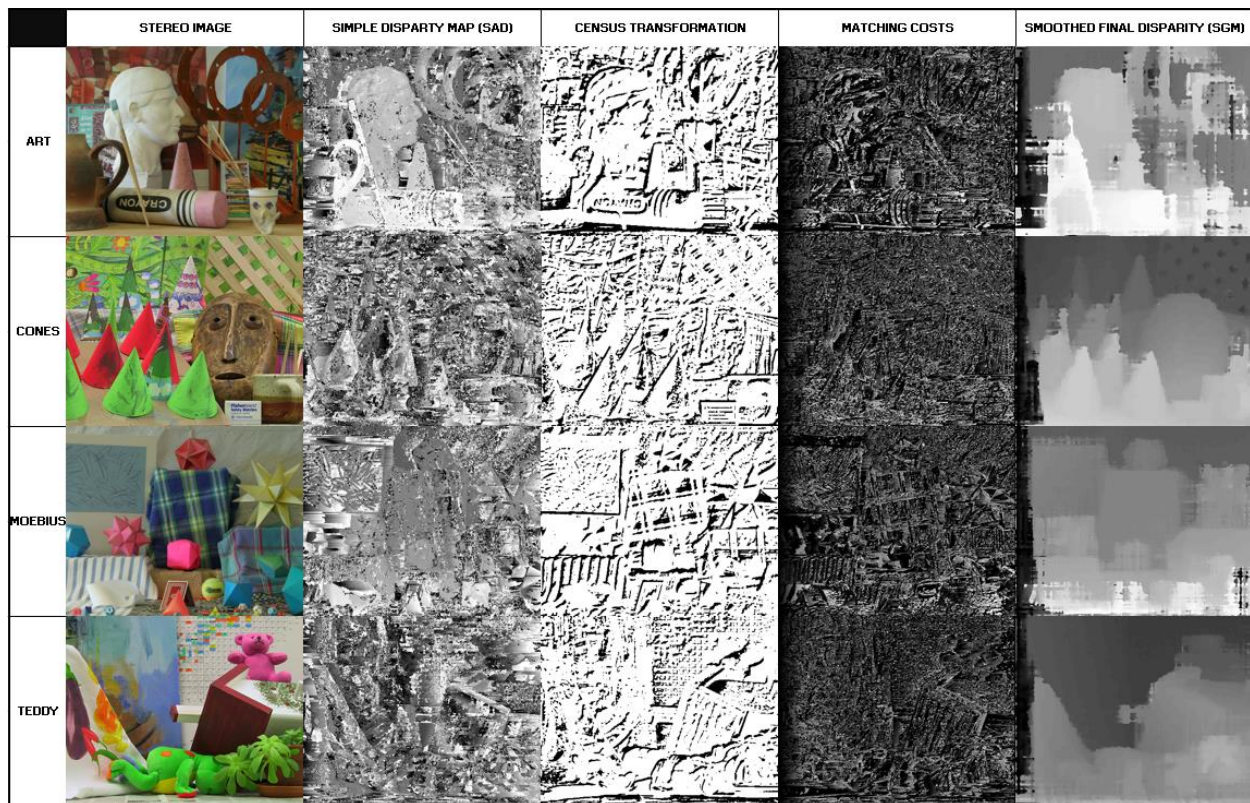 STEREO IMAGE
SIMPLE DISPARTY MAP (SAD)
CENSUS TRANSFORMATION
MATCHING COSTS
SMOOTHED FINAL DISPARITY (SGM)
ART
CRAYON
CRAYON
CONES
MOEBIUS
TEDDY